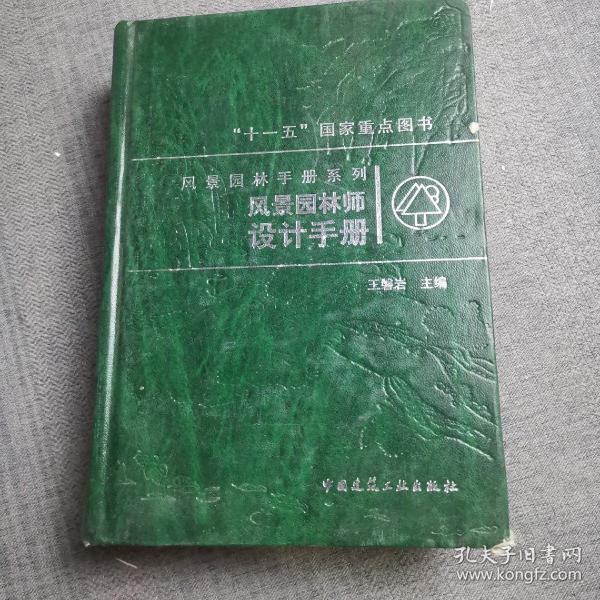 “十一五”国家重点图书
风景园林手册系列
风景园林师
设计手册
王磐岩 主编
中国建筑工业出版社
孔夫子旧书网
www.kongfz.com